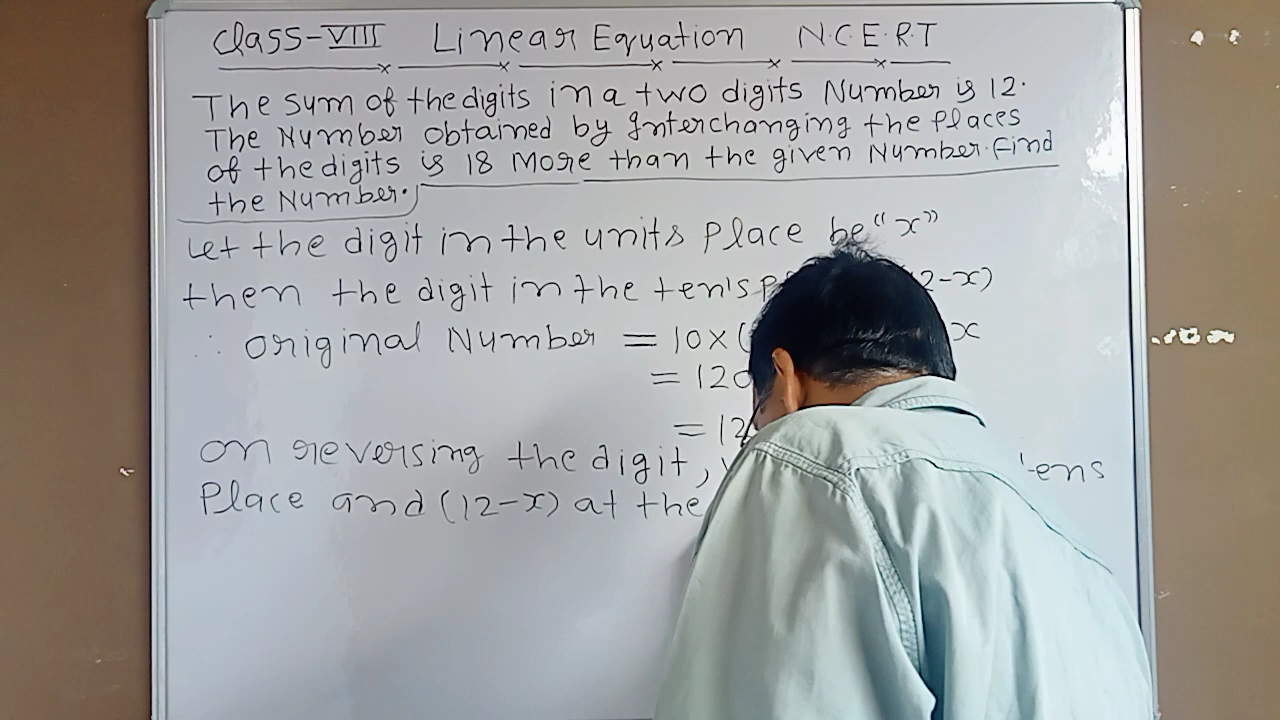 Class-VIII Linear Equation N.C.E.R.T
The sum of the digits in a two digits Number is 12.
The Number obtained by Interchanging the Places
of the digits is 18 More than the given Number. Find
the Number.
Let the digit in the units Place be "x"
then the digit in the ten's 2-x)
∴ original Number = 10×( x
= 120
= 12
on reversing the digit, tens
Place and (12-x) at the